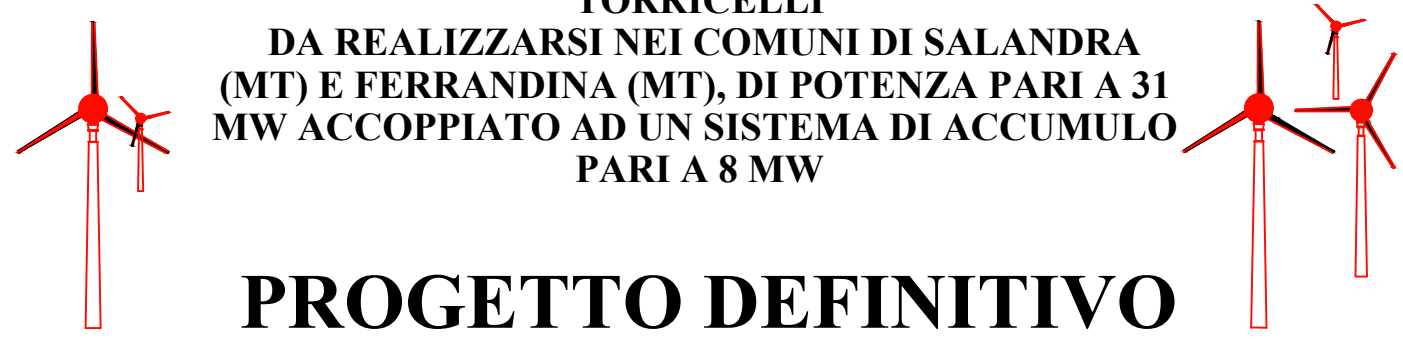 TORRICELLI
DA REALIZZARSI NEI COMUNI DI SALANDRA
(MT) E FERRANDINA (MT), DI POTENZA PARI A 31
MW ACCOPPIATO AD UN SISTEMA DI ACCUMULO
PARI A 8 MW
PROGETTO DEFINITIVO